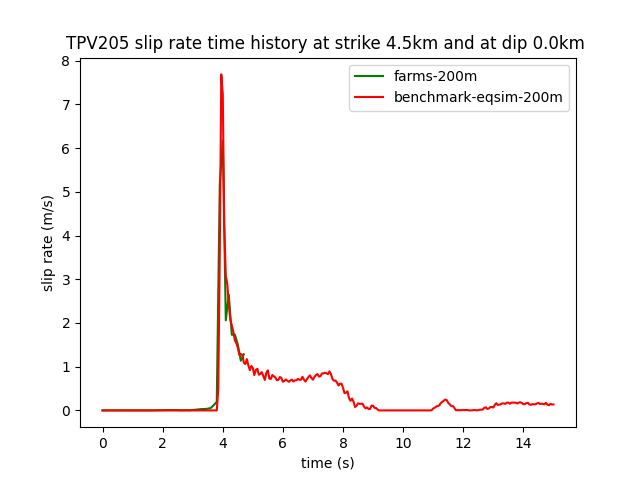 TPV205 slip rate time history at strike 4.5km and at dip 0.0km
farms-200m
benchmark-eqsim-200m
8
7
6
5
4
3
2
1
0
slip rate (m/s)
0 2 4 6 8 10 12 14
time (s)